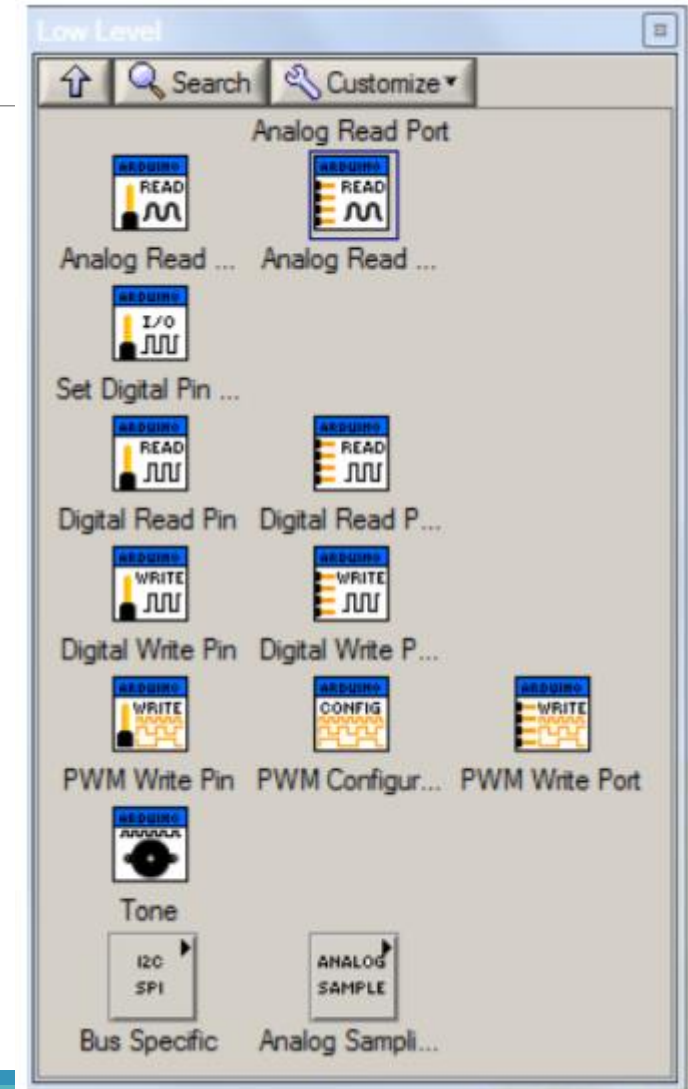 Low Level
Search Customize
Analog Read Port
ARDUINO ARDUINO
READ READ
Analog Read ... Analog Read ...
ARDUINO
I/O
Set Digital Pin ...
ARDUINO ARDUINO
READ READ
Digital Read Pin Digital Read P...
ARDUINO ARDUINO
WRITE WRITE
Digital Write Pin Digital Write P...
ARDUINO ARDUINO ARDUINO
WRITE CONFIG WRITE
PWM Write Pin PWM Configur... PWM Write Port
ARDUINO
Tone
I2C ANALOG
SPI SAMPLE
Bus Specific Analog Sampli...